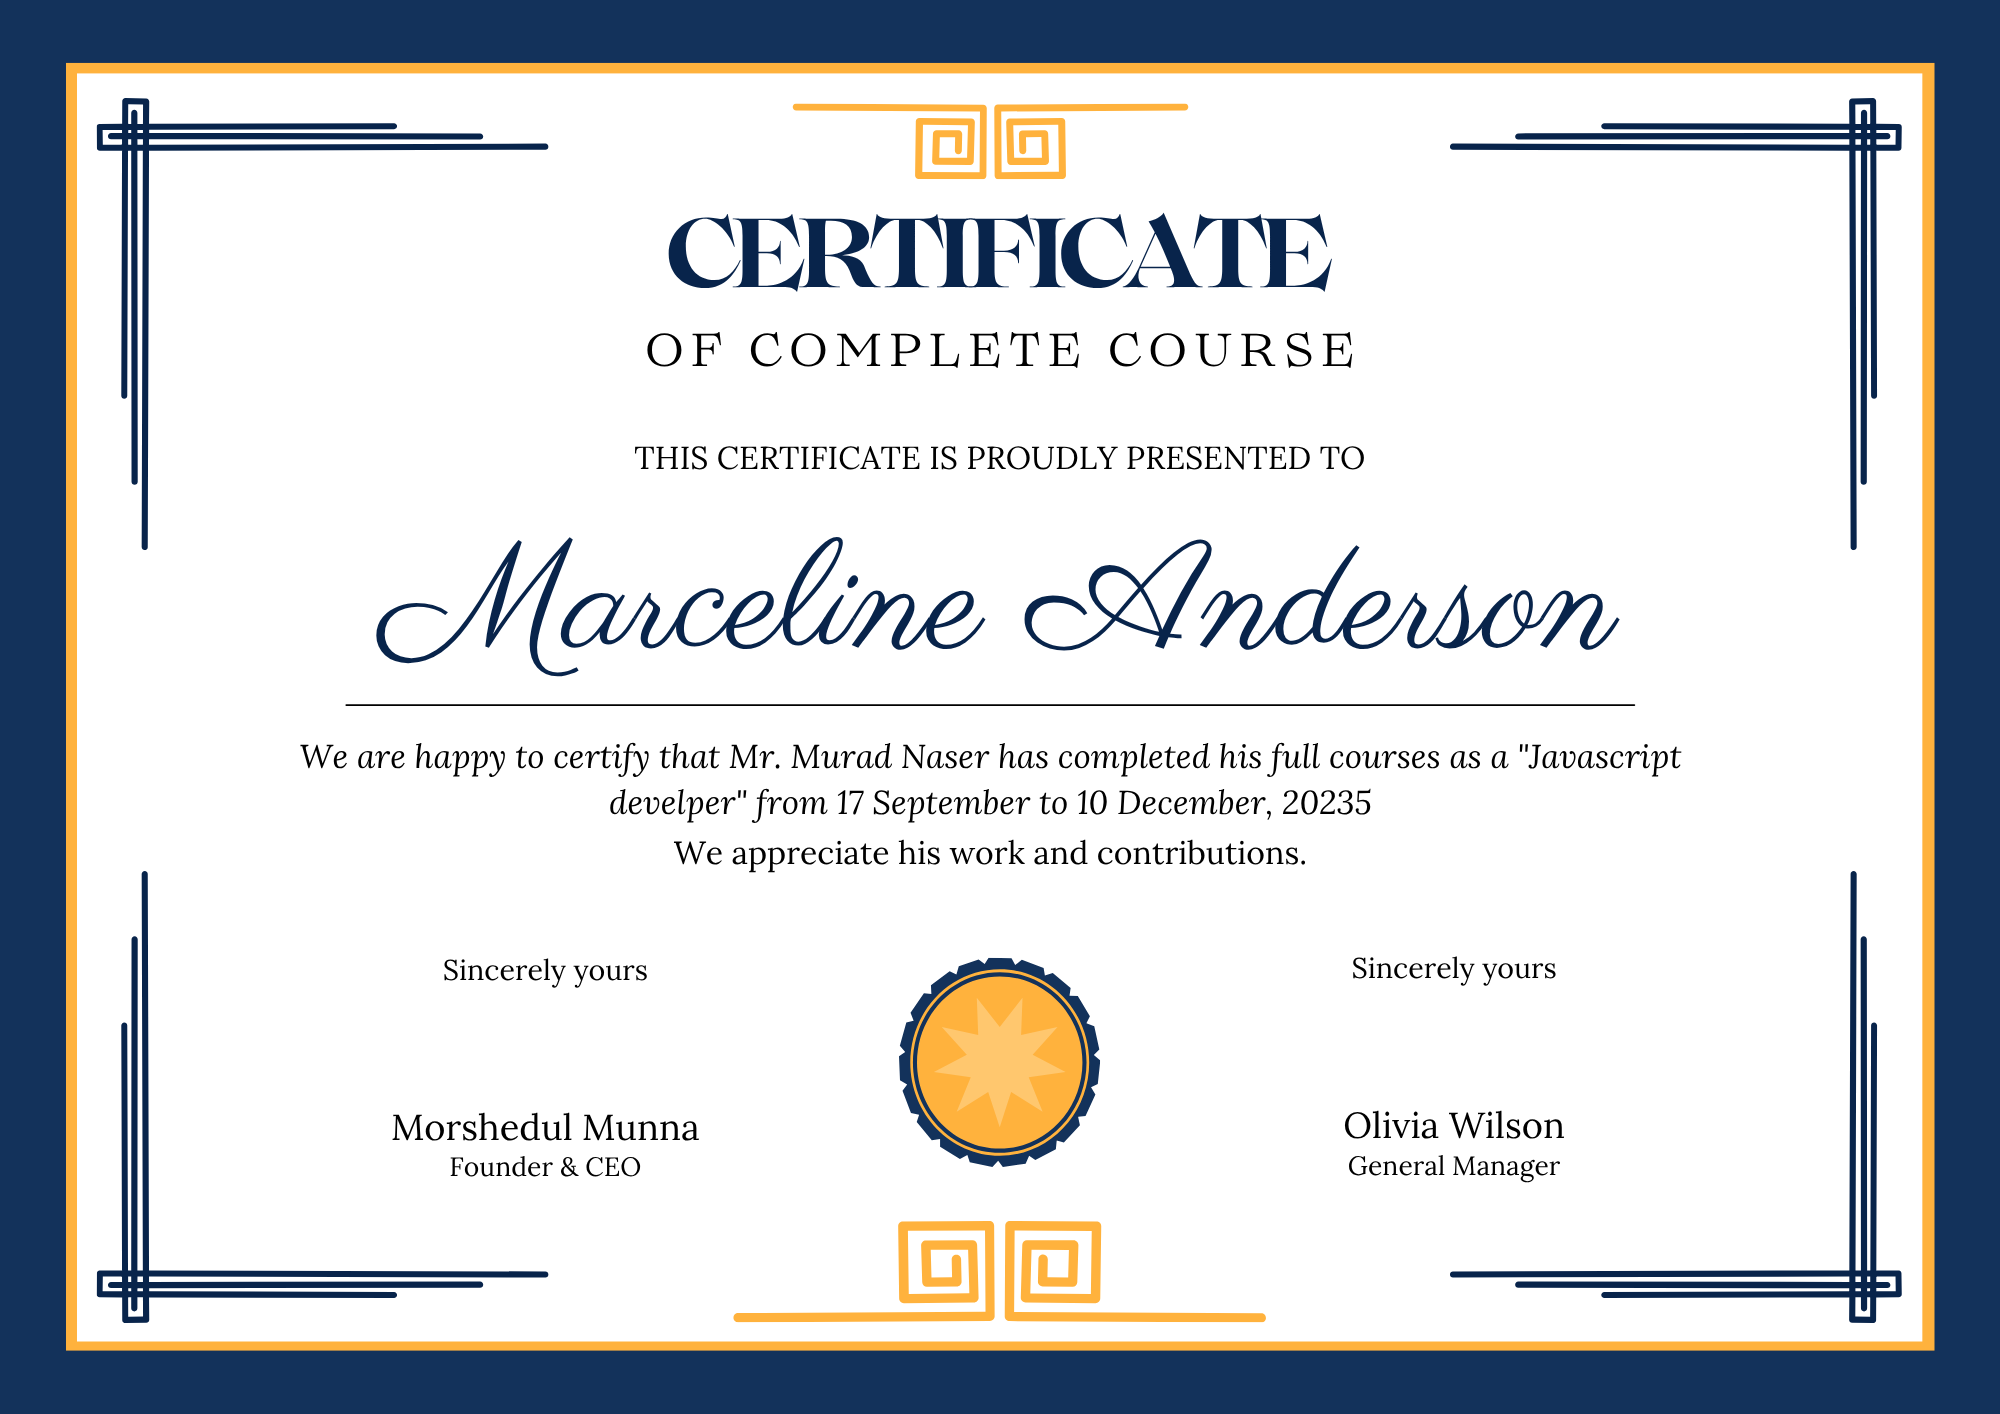 CERTIFICATE
OF COMPLETE COURSE
THIS CERTIFICATE IS PROUDLY PRESENTED TO
Marceline Anderson
We are happy to certify that Mr. Murad Naser has completed his full courses as a "Javascript
develper" from 17 September to 10 December, 20235
We appreciate his work and contributions.
Sincerely yours
Morshedul Munna
Founder & CEO
Sincerely yours
Olivia Wilson
General Manager